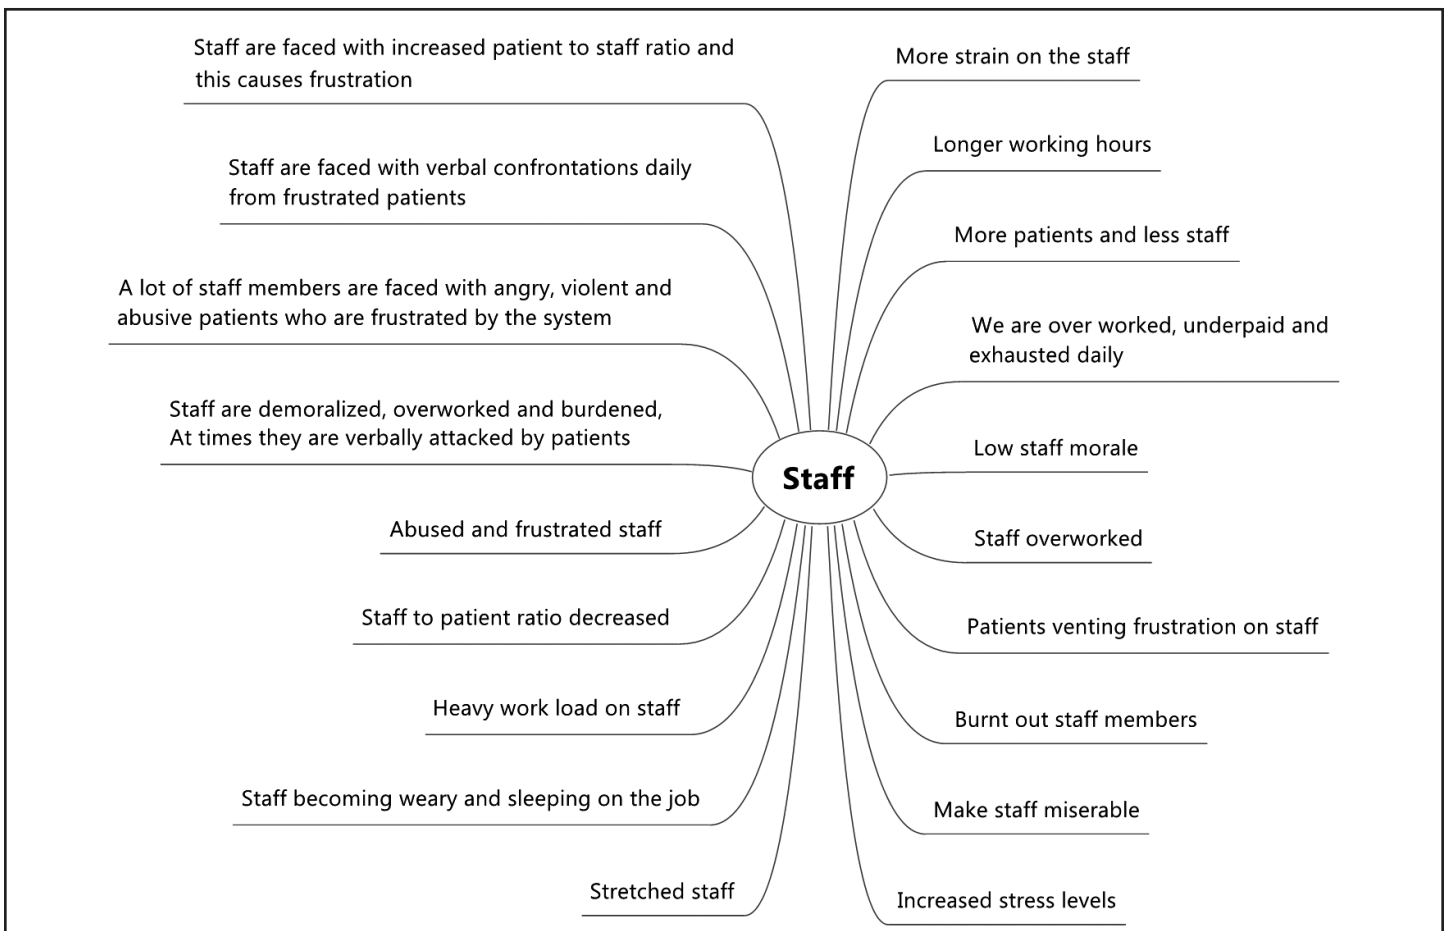 Staff are faced with increased patient to staff ratio and
this causes frustration
Staff are faced with verbal confrontations daily
from frustrated patients
A lot of staff members are faced with angry, violent and
abusive patients who are frustrated by the system
Staff are demoralized, overworked and burdened,
At times they are verbally attacked by patients
Abused and frustrated staff
Staff to patient ratio decreased
Heavy work load on staff
Staff becoming weary and sleeping on the job
Stretched staff
Staff
More strain on the staff
Longer working hours
More patients and less staff
We are over worked, underpaid and
exhausted daily
Low staff morale
Staff overworked
Patients venting frustration on staff
Burnt out staff members
Make staff miserable
Increased stress levels